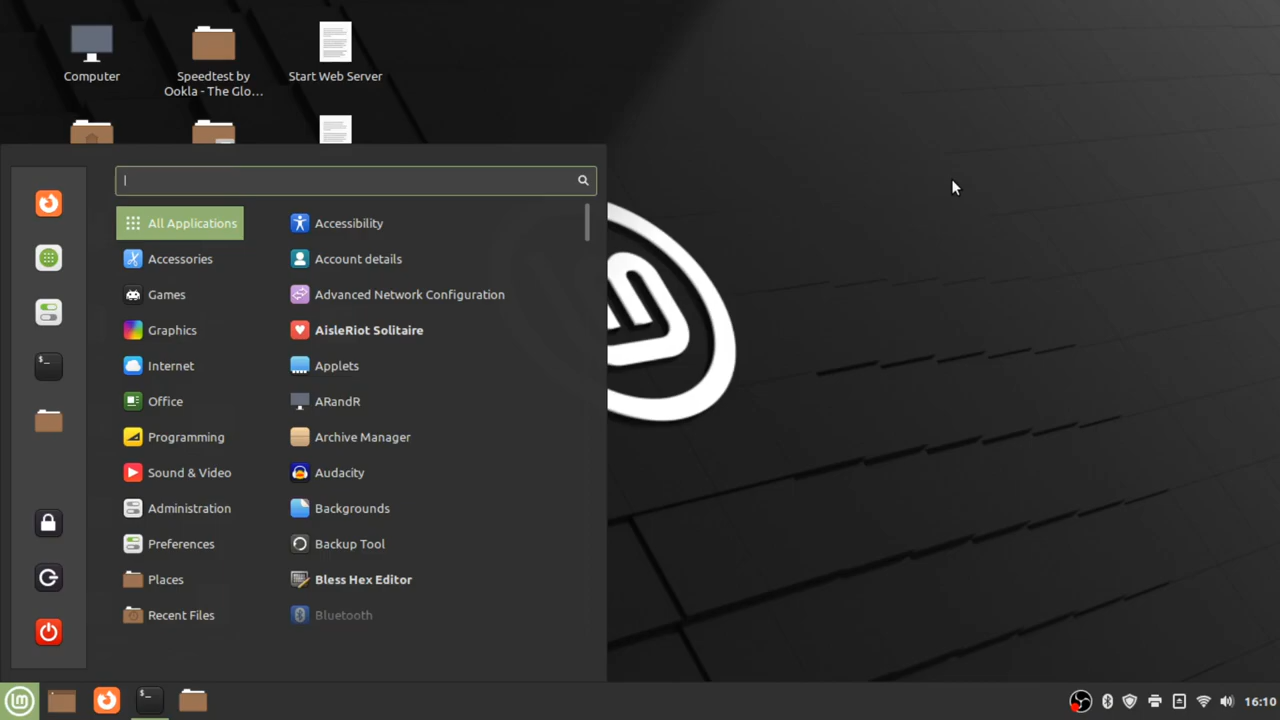 Computer
Speedtest by
Ookla - The Glo...
Start Web Server
All Applications
Accessories
Games
Graphics
Internet
Office
Programming
Sound & Video
Administration
Preferences
Places
Recent Files
Accessibility
Account details
Advanced Network Configuration
AisleRiot Solitaire
Applets
ARandR
Archive Manager
Audacity
Backgrounds
Backup Tool
Bless Hex Editor
Bluetooth
16:10